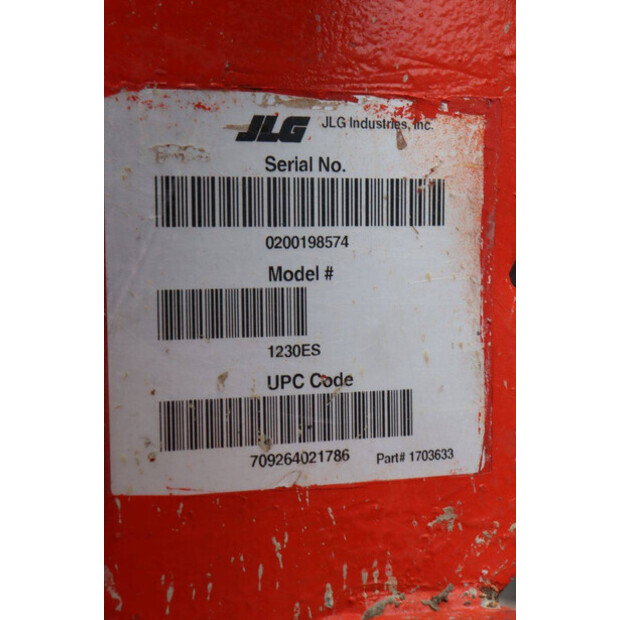 JLG JLG Industries, Inc.
Serial No.
0200198574
Model #
1230ES
UPC Code
709264021786 Part# 1703633